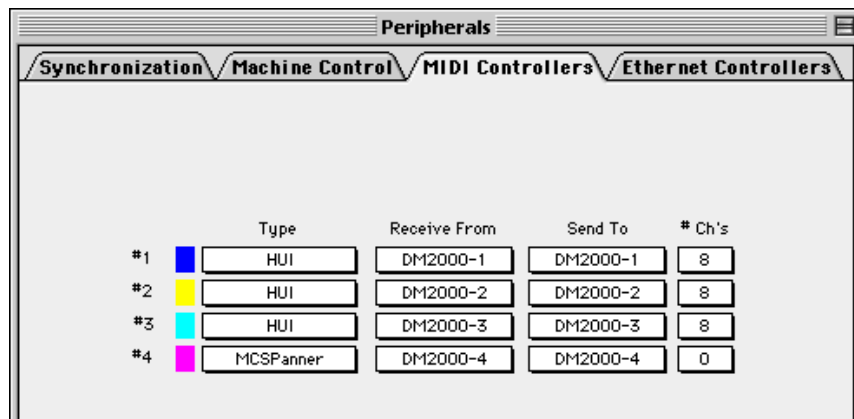 Peripherals
Synchronization Machine Control MIDI Controllers Ethernet Controllers
Type Receive From Send To # Ch's
#1 HUI DM2000-1 DM2000-1 8
#2 HUI DM2000-2 DM2000-2 8
#3 HUI DM2000-3 DM2000-3 8
#4 MCSPanner DM2000-4 DM2000-4 0